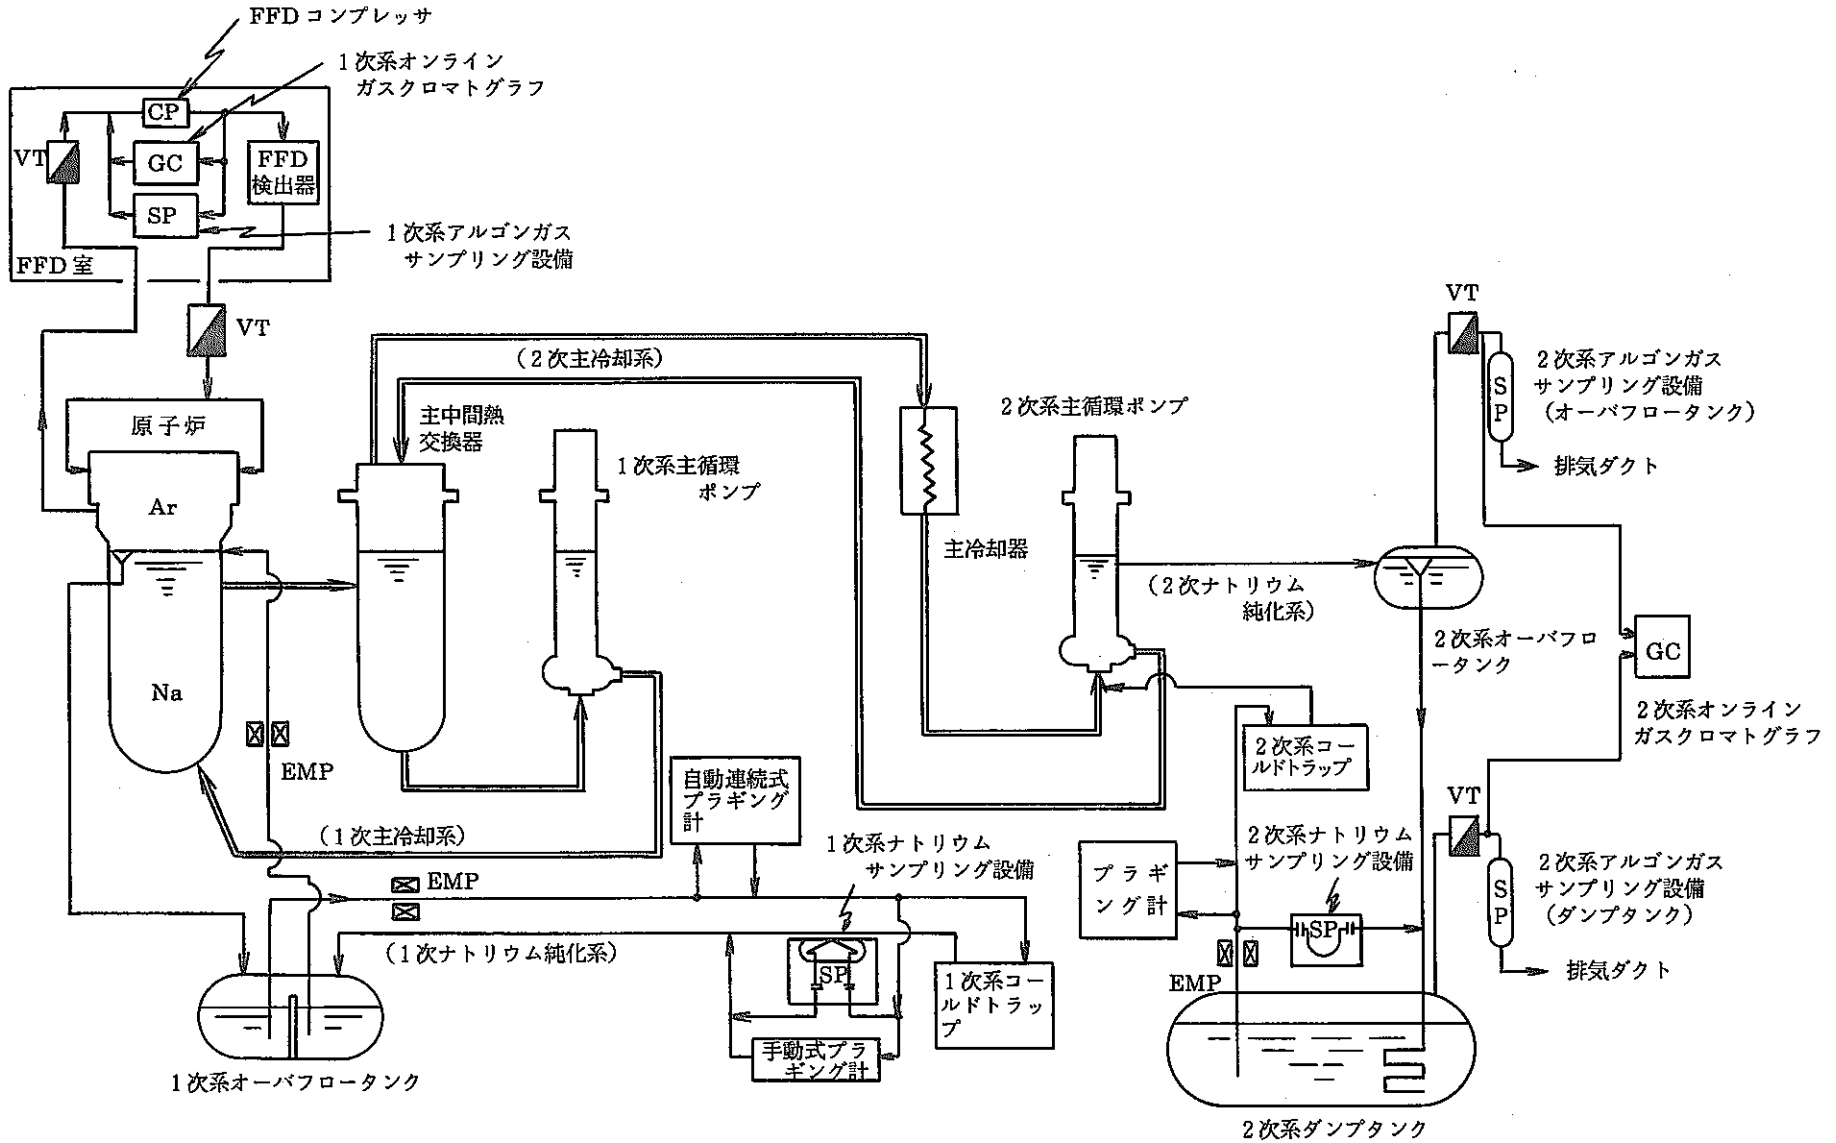 FFD コンプレッサ
1次系オンライン
ガスクロマトグラフ
CP
VT
GC
FFD
検出器
SP
1次系アルゴンガス
サンプリング設備
FFD 室
VT
VT
(2次主冷却系)
2次系アルゴンガス
サンプリング設備
(オーバフロータンク)
S
P
主中間熱
交換器
2次系主循環ポンプ
原子炉
1次系主循環
ポンプ
排気ダクト
Ar
主冷却器
(2次ナトリウム
純化系)
2次系オーバフロ
ータンク
GC
Na
2次系オンライン
ガスクロマトグラフ
2次系コー
ルドトラップ
EMP
自動連続式
プラギング
計
VT
(1次主冷却系)
1次系ナトリウム
サンプリング設備
2次系ナトリウム
サンプリング設備
2次系アルゴンガス
サンプリング設備
(ダンプタンク)
S
P
EMP
プラギ
ング計
SP
(1次ナトリウム純化系)
SP
排気ダクト
1次系コー
ルドトラッ
プ
EMP
手動式プラ
ギング計
1次系オーバフロータンク
2次系ダンプタンク